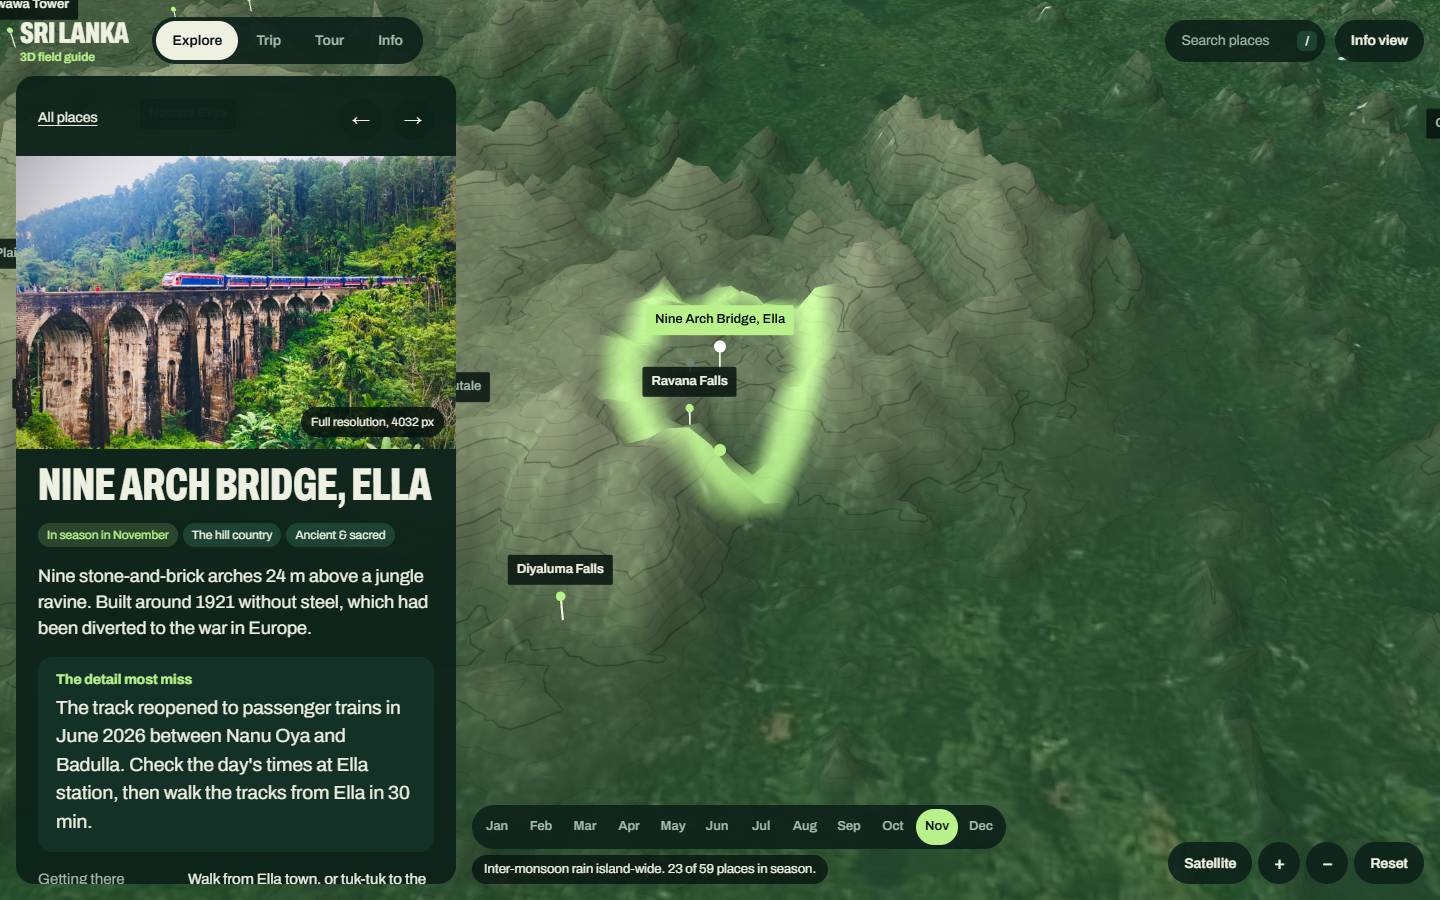 wawa Tower
SRI LANKA
3D field guide
Explore
Trip
Tour
Info
Search places
/
Info view
All places
←
→
Full resolution, 4032 px
NINE ARCH BRIDGE, ELLA
In season in November
The hill country
Ancient & sacred
Nine stone-and-brick arches 24 m above a jungle
ravine. Built around 1921 without steel, which had
been diverted to the war in Europe.
The detail most miss
The track reopened to passenger trains in
June 2026 between Nanu Oya and
Badulla. Check the day's times at Ella
station, then walk the tracks from Ella in 30
min.
Getting there
Walk from Ella town, or tuk-tuk to the
Nine Arch Bridge, Ella
Ravana Falls
utale
Diyaluma Falls
Jan
Feb
Mar
Apr
May
Jun
Jul
Aug
Sep
Oct
Nov
Dec
Inter-monsoon rain island-wide. 23 of 59 places in season.
Satellite
+
−
Reset